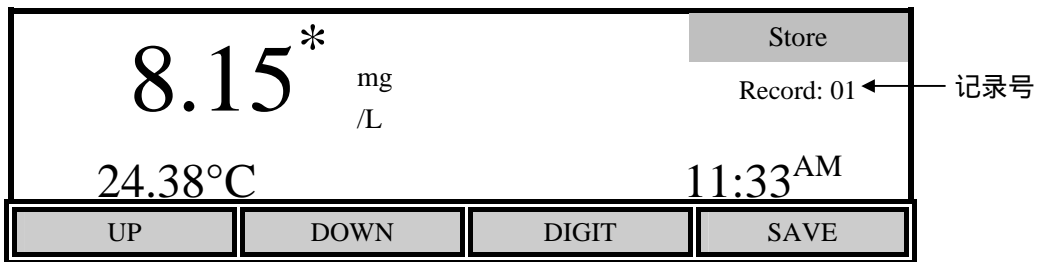 8.15* mg /L
Store
Record: 01 记录号
24.38°C 11:33AM
UP DOWN DIGIT SAVE